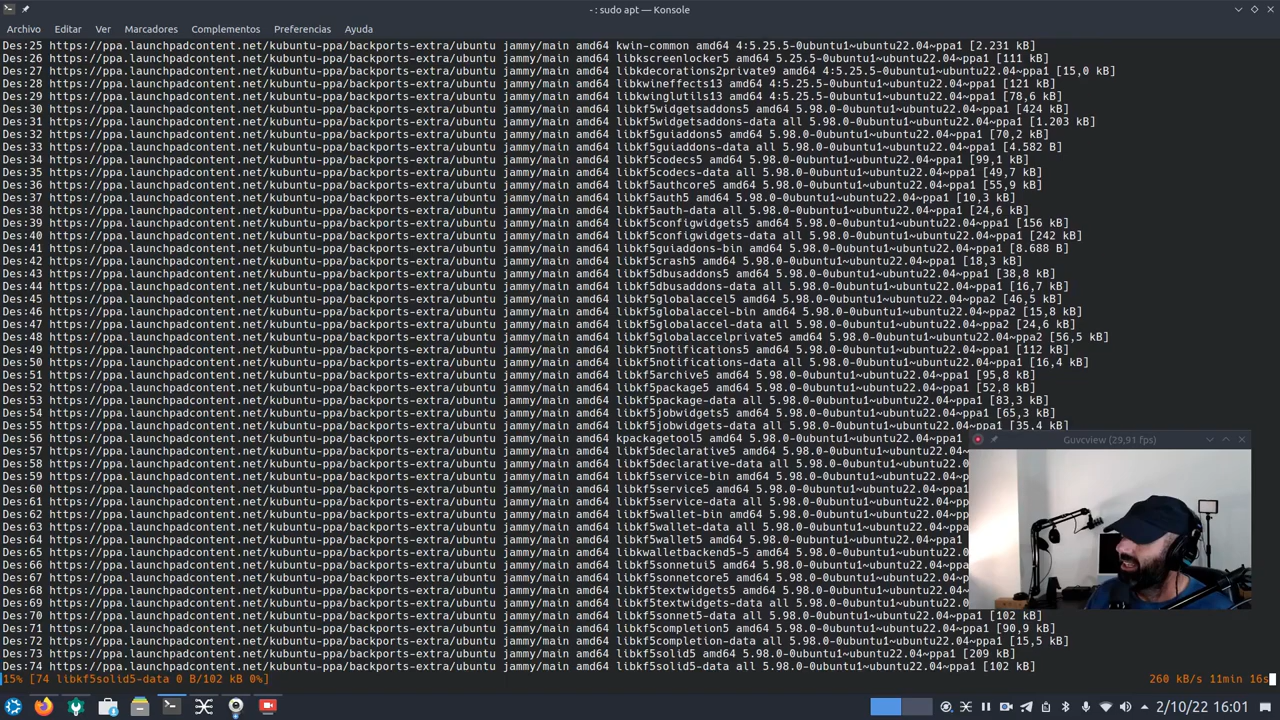 - : sudo apt — Konsole
Archivo Editar Ver Marcadores Complementos Preferencias Ayuda
Des:25 https://ppa.launchpadcontent.net/kubuntu-ppa/backports-extra/ubuntu jammy/main amd64 kwin-common amd64 4:5.25.5-0ubuntu1~ubuntu22.04~ppa1 [2.231 kB]
Des:26 https://ppa.launchpadcontent.net/kubuntu-ppa/backports-extra/ubuntu jammy/main amd64 libkscreenlocker5 amd64 5.25.5-0ubuntu1~ubuntu22.04~ppa1 [111 kB]
Des:27 https://ppa.launchpadcontent.net/kubuntu-ppa/backports-extra/ubuntu jammy/main amd64 libkdecorations2private9 amd64 4:5.25.5-0ubuntu1~ubuntu22.04~ppa1 [15,0 kB]
Des:28 https://ppa.launchpadcontent.net/kubuntu-ppa/backports-extra/ubuntu jammy/main amd64 libkwineffects13 amd64 4:5.25.5-0ubuntu1~ubuntu22.04~ppa1 [121 kB]
Des:29 https://ppa.launchpadcontent.net/kubuntu-ppa/backports-extra/ubuntu jammy/main amd64 libkwinglutils13 amd64 4:5.25.5-0ubuntu1~ubuntu22.04~ppa1 [78,6 kB]
Des:30 https://ppa.launchpadcontent.net/kubuntu-ppa/backports-extra/ubuntu jammy/main amd64 libkf5widgetsaddons5 amd64 5.98.0-0ubuntu1~ubuntu22.04~ppa1 [424 kB]
Des:31 https://ppa.launchpadcontent.net/kubuntu-ppa/backports-extra/ubuntu jammy/main amd64 libkf5widgetsaddons-data all 5.98.0-0ubuntu1~ubuntu22.04~ppa1 [1.203 kB]
Des:32 https://ppa.launchpadcontent.net/kubuntu-ppa/backports-extra/ubuntu jammy/main amd64 libkf5guiaddons5 amd64 5.98.0-0ubuntu1~ubuntu22.04~ppa1 [70,2 kB]
Des:33 https://ppa.launchpadcontent.net/kubuntu-ppa/backports-extra/ubuntu jammy/main amd64 libkf5guiaddons-data all 5.98.0-0ubuntu1~ubuntu22.04~ppa1 [4.582 B]
Des:34 https://ppa.launchpadcontent.net/kubuntu-ppa/backports-extra/ubuntu jammy/main amd64 libkf5codecs5 amd64 5.98.0-0ubuntu1~ubuntu22.04~ppa1 [99,1 kB]
Des:35 https://ppa.launchpadcontent.net/kubuntu-ppa/backports-extra/ubuntu jammy/main amd64 libkf5codecs-data all 5.98.0-0ubuntu1~ubuntu22.04~ppa1 [49,7 kB]
Des:36 https://ppa.launchpadcontent.net/kubuntu-ppa/backports-extra/ubuntu jammy/main amd64 libkf5authcore5 amd64 5.98.0-0ubuntu1~ubuntu22.04~ppa1 [55,9 kB]
Des:37 https://ppa.launchpadcontent.net/kubuntu-ppa/backports-extra/ubuntu jammy/main amd64 libkf5auth5 amd64 5.98.0-0ubuntu1~ubuntu22.04~ppa1 [10,3 kB]
Des:38 https://ppa.launchpadcontent.net/kubuntu-ppa/backports-extra/ubuntu jammy/main amd64 libkf5auth-data all 5.98.0-0ubuntu1~ubuntu22.04~ppa1 [24,6 kB]
Des:39 https://ppa.launchpadcontent.net/kubuntu-ppa/backports-extra/ubuntu jammy/main amd64 libkf5configwidgets5 amd64 5.98.0-0ubuntu1~ubuntu22.04~ppa1 [156 kB]
Des:40 https://ppa.launchpadcontent.net/kubuntu-ppa/backports-extra/ubuntu jammy/main amd64 libkf5configwidgets-data all 5.98.0-0ubuntu1~ubuntu22.04~ppa1 [242 kB]
Des:41 https://ppa.launchpadcontent.net/kubuntu-ppa/backports-extra/ubuntu jammy/main amd64 libkf5guiaddons-bin amd64 5.98.0-0ubuntu1~ubuntu22.04~ppa1 [8.688 B]
Des:42 https://ppa.launchpadcontent.net/kubuntu-ppa/backports-extra/ubuntu jammy/main amd64 libkf5crash5 amd64 5.98.0-0ubuntu1~ubuntu22.04~ppa1 [18,3 kB]
Des:43 https://ppa.launchpadcontent.net/kubuntu-ppa/backports-extra/ubuntu jammy/main amd64 libkf5dbusaddons5 amd64 5.98.0-0ubuntu1~ubuntu22.04~ppa1 [38,8 kB]
Des:44 https://ppa.launchpadcontent.net/kubuntu-ppa/backports-extra/ubuntu jammy/main amd64 libkf5dbusaddons-data all 5.98.0-0ubuntu1~ubuntu22.04~ppa1 [16,7 kB]
Des:45 https://ppa.launchpadcontent.net/kubuntu-ppa/backports-extra/ubuntu jammy/main amd64 libkf5globalaccel5 amd64 5.98.0-0ubuntu1~ubuntu22.04~ppa2 [46,5 kB]
Des:46 https://ppa.launchpadcontent.net/kubuntu-ppa/backports-extra/ubuntu jammy/main amd64 libkf5globalaccel-bin amd64 5.98.0-0ubuntu1~ubuntu22.04~ppa2 [15,8 kB]
Des:47 https://ppa.launchpadcontent.net/kubuntu-ppa/backports-extra/ubuntu jammy/main amd64 libkf5globalaccel-data all 5.98.0-0ubuntu1~ubuntu22.04~ppa2 [24,6 kB]
Des:48 https://ppa.launchpadcontent.net/kubuntu-ppa/backports-extra/ubuntu jammy/main amd64 libkf5globalaccelprivate5 amd64 5.98.0-0ubuntu1~ubuntu22.04~ppa2 [56,5 kB]
Des:49 https://ppa.launchpadcontent.net/kubuntu-ppa/backports-extra/ubuntu jammy/main amd64 libkf5notifications5 amd64 5.98.0-0ubuntu1~ubuntu22.04~ppa1 [112 kB]
Des:50 https://ppa.launchpadcontent.net/kubuntu-ppa/backports-extra/ubuntu jammy/main amd64 libkf5notifications-data all 5.98.0-0ubuntu1~ubuntu22.04~ppa1 [16,4 kB]
Des:51 https://ppa.launchpadcontent.net/kubuntu-ppa/backports-extra/ubuntu jammy/main amd64 libkf5archive5 amd64 5.98.0-0ubuntu1~ubuntu22.04~ppa1 [95,8 kB]
Des:52 https://ppa.launchpadcontent.net/kubuntu-ppa/backports-extra/ubuntu jammy/main amd64 libkf5package5 amd64 5.98.0-0ubuntu1~ubuntu22.04~ppa1 [52,8 kB]
Des:53 https://ppa.launchpadcontent.net/kubuntu-ppa/backports-extra/ubuntu jammy/main amd64 libkf5package-data all 5.98.0-0ubuntu1~ubuntu22.04~ppa1 [83,3 kB]
Des:54 https://ppa.launchpadcontent.net/kubuntu-ppa/backports-extra/ubuntu jammy/main amd64 libkf5jobwidgets5 amd64 5.98.0-0ubuntu1~ubuntu22.04~ppa1 [65,3 kB]
Des:55 https://ppa.launchpadcontent.net/kubuntu-ppa/backports-extra/ubuntu jammy/main amd64 libkf5jobwidgets-data all 5.98.0-0ubuntu1~ubuntu22.04~ppa1 [35,4 kB]
Des:56 https://ppa.launchpadcontent.net/kubuntu-ppa/backports-extra/ubuntu jammy/main amd64 kpackagetool5 amd64 5.98.0-0ubuntu1~ubuntu22.04~ppa1
Guvcview (29,91 fps)
Des:57 https://ppa.launchpadcontent.net/kubuntu-ppa/backports-extra/ubuntu jammy/main amd64 libkf5declarative5 amd64 5.98.0-0ubuntu1~ubuntu22.04~
Des:58 https://ppa.launchpadcontent.net/kubuntu-ppa/backports-extra/ubuntu jammy/main amd64 libkf5declarative-data all 5.98.0-0ubuntu1~ubuntu22.0
Des:59 https://ppa.launchpadcontent.net/kubuntu-ppa/backports-extra/ubuntu jammy/main amd64 libkf5service-bin amd64 5.98.0-0ubuntu1~ubuntu22.04~
Des:60 https://ppa.launchpadcontent.net/kubuntu-ppa/backports-extra/ubuntu jammy/main amd64 libkf5service5 amd64 5.98.0-0ubuntu1~ubuntu22.04~ppa
Des:61 https://ppa.launchpadcontent.net/kubuntu-ppa/backports-extra/ubuntu jammy/main amd64 libkf5service-data all 5.98.0-0ubuntu1~ubuntu22.04~p
Des:62 https://ppa.launchpadcontent.net/kubuntu-ppa/backports-extra/ubuntu jammy/main amd64 libkf5wallet-bin amd64 5.98.0-0ubuntu1~ubuntu22.04~p
Des:63 https://ppa.launchpadcontent.net/kubuntu-ppa/backports-extra/ubuntu jammy/main amd64 libkf5wallet-data all 5.98.0-0ubuntu1~ubuntu22.04~pp
Des:64 https://ppa.launchpadcontent.net/kubuntu-ppa/backports-extra/ubuntu jammy/main amd64 libkf5wallet5 amd64 5.98.0-0ubuntu1~ubuntu22.04~ppa1
Des:65 https://ppa.launchpadcontent.net/kubuntu-ppa/backports-extra/ubuntu jammy/main amd64 libkwalletbackend5-5 amd64 5.98.0-0ubuntu1~ubuntu22.0
Des:66 https://ppa.launchpadcontent.net/kubuntu-ppa/backports-extra/ubuntu jammy/main amd64 libkf5sonnetui5 amd64 5.98.0-0ubuntu1~ubuntu22.04~pp
Des:67 https://ppa.launchpadcontent.net/kubuntu-ppa/backports-extra/ubuntu jammy/main amd64 libkf5sonnetcore5 amd64 5.98.0-0ubuntu1~ubuntu22.04~
Des:68 https://ppa.launchpadcontent.net/kubuntu-ppa/backports-extra/ubuntu jammy/main amd64 libkf5textwidgets5 amd64 5.98.0-0ubuntu1~ubuntu22.04~
Des:69 https://ppa.launchpadcontent.net/kubuntu-ppa/backports-extra/ubuntu jammy/main amd64 libkf5textwidgets-data all 5.98.0-0ubuntu1~ubuntu22.0
Des:70 https://ppa.launchpadcontent.net/kubuntu-ppa/backports-extra/ubuntu jammy/main amd64 libkf5sonnet5-data all 5.98.0-0ubuntu1~ubuntu22.04~ppa1 [102 kB]
Des:71 https://ppa.launchpadcontent.net/kubuntu-ppa/backports-extra/ubuntu jammy/main amd64 libkf5completion5 amd64 5.98.0-0ubuntu1~ubuntu22.04~ppa1 [90,9 kB]
Des:72 https://ppa.launchpadcontent.net/kubuntu-ppa/backports-extra/ubuntu jammy/main amd64 libkf5completion-data all 5.98.0-0ubuntu1~ubuntu22.04~ppa1 [15,5 kB]
Des:73 https://ppa.launchpadcontent.net/kubuntu-ppa/backports-extra/ubuntu jammy/main amd64 libkf5solid5 amd64 5.98.0-0ubuntu1~ubuntu22.04~ppa1 [209 kB]
Des:74 https://ppa.launchpadcontent.net/kubuntu-ppa/backports-extra/ubuntu jammy/main amd64 libkf5solid5-data all 5.98.0-0ubuntu1~ubuntu22.04~ppa1 [102 kB]
15% [74 libkf5solid5-data 0 B/102 kB 0%] 260 kB/s 11min 16s
2/10/22 16:01